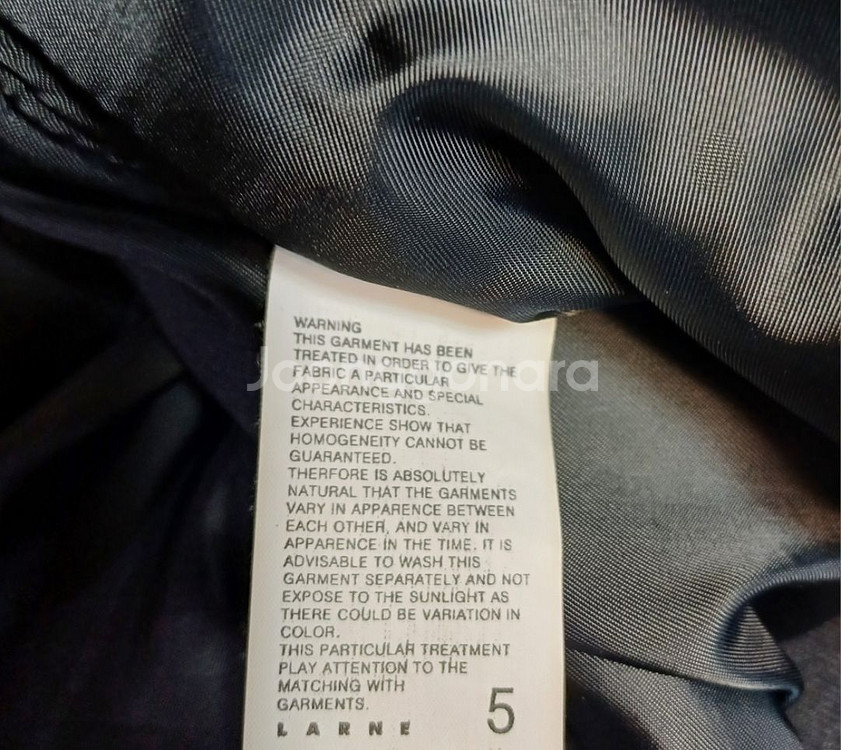 WARNING
THIS GARMENT HAS BEEN
TREATED IN ORDER TO GIVE THE
FABRIC A PARTICULAR
APPEARANCE AND SPECIAL
CHARACTERISTICS.
EXPERIENCE SHOW THAT
HOMOGENEITY CANNOT BE
GUARANTEED.
THERFORE IS ABSOLUTELY
NATURAL THAT THE GARMENTS
VARY IN APPARENCE BETWEEN
EACH OTHER, AND VARY IN
APPARENCE IN THE TIME. IT IS
ADVISABLE TO WASH THIS
GARMENT SEPARATELY AND NOT
EXPOSE TO THE SUNLIGHT AS
THERE COULD BE VARIATION IN
COLOR.
THIS PARTICULAR TREATMENT
PLAY ATTENTION TO THE
MATCHING WITH
GARMENTS.
5
LARNE